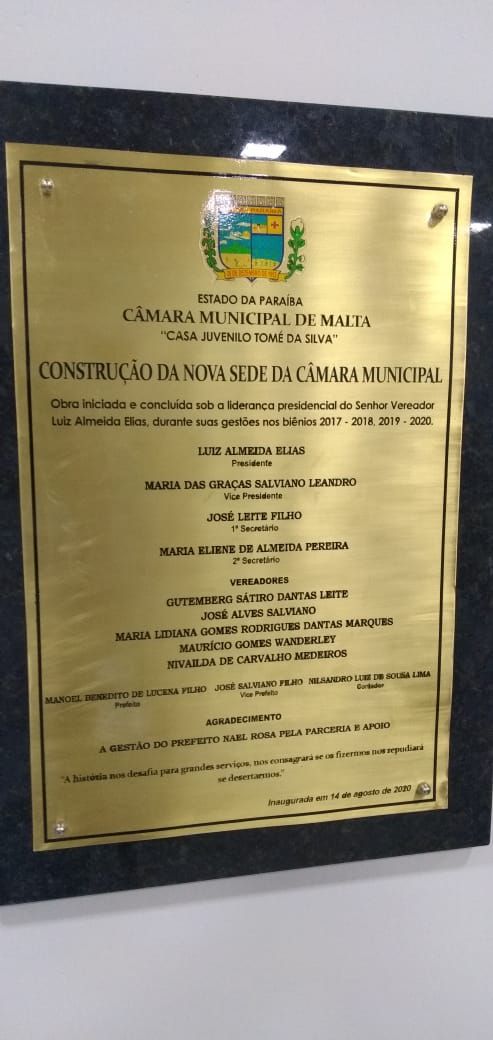 ESTADO DA PARAÍBA
CÂMARA MUNICIPAL DE MALTA
"CASA JUVENILO TOMÉ DA SILVA"
CONSTRUÇÃO DA NOVA SEDE DA CÂMARA MUNICIPAL
Obra iniciada e concluída sob a liderança presidencial do Senhor Vereador
Luiz Almeida Elias, durante suas gestões nos biênios 2017 - 2018, 2019 - 2020.
LUIZ ALMEIDA ELIAS
Presidente
MARIA DAS GRAÇAS SALVIANO LEANDRO
Vice Presidente
JOSÉ LEITE FILHO
1º Secretário
MARIA ELIENE DE ALMEIDA PEREIRA
2º Secretário
VEREADORES
GUTEMBERG SÁTIRO DANTAS LEITE
JOSÉ ALVES SALVIANO
MARIA LIDIANA GOMES RODRIGUES DANTAS MARQUES
MAURÍCIO GOMES WANDERLEY
NIVAILDA DE CARVALHO MEDEIROS
MANOEL BENEDITO DE LUCENA FILHO JOSÉ SALVIANO FILHO NILSANDRO LUIZ DE SOUSA LIMA
Prefeito Vice Prefeito Contador
AGRADECIMENTO
A GESTÃO DO PREFEITO NAEL ROSA PELA PARCERIA E APOIO
"A história nos desafia para grandes serviços, nos consagrará se os fizermos nos repudiará
se desertarmos."
Inaugurada em 14 de agosto de 2020